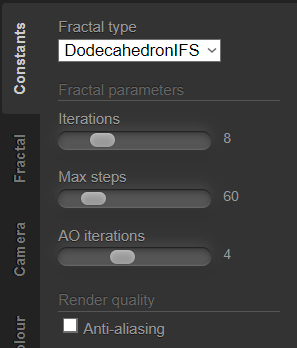 Constants
Fractal
Camera
Fractal type
DodecahedronIFS
Fractal parameters
Iterations
8
Max steps
60
AO iterations
4
Render quality
Anti-aliasing